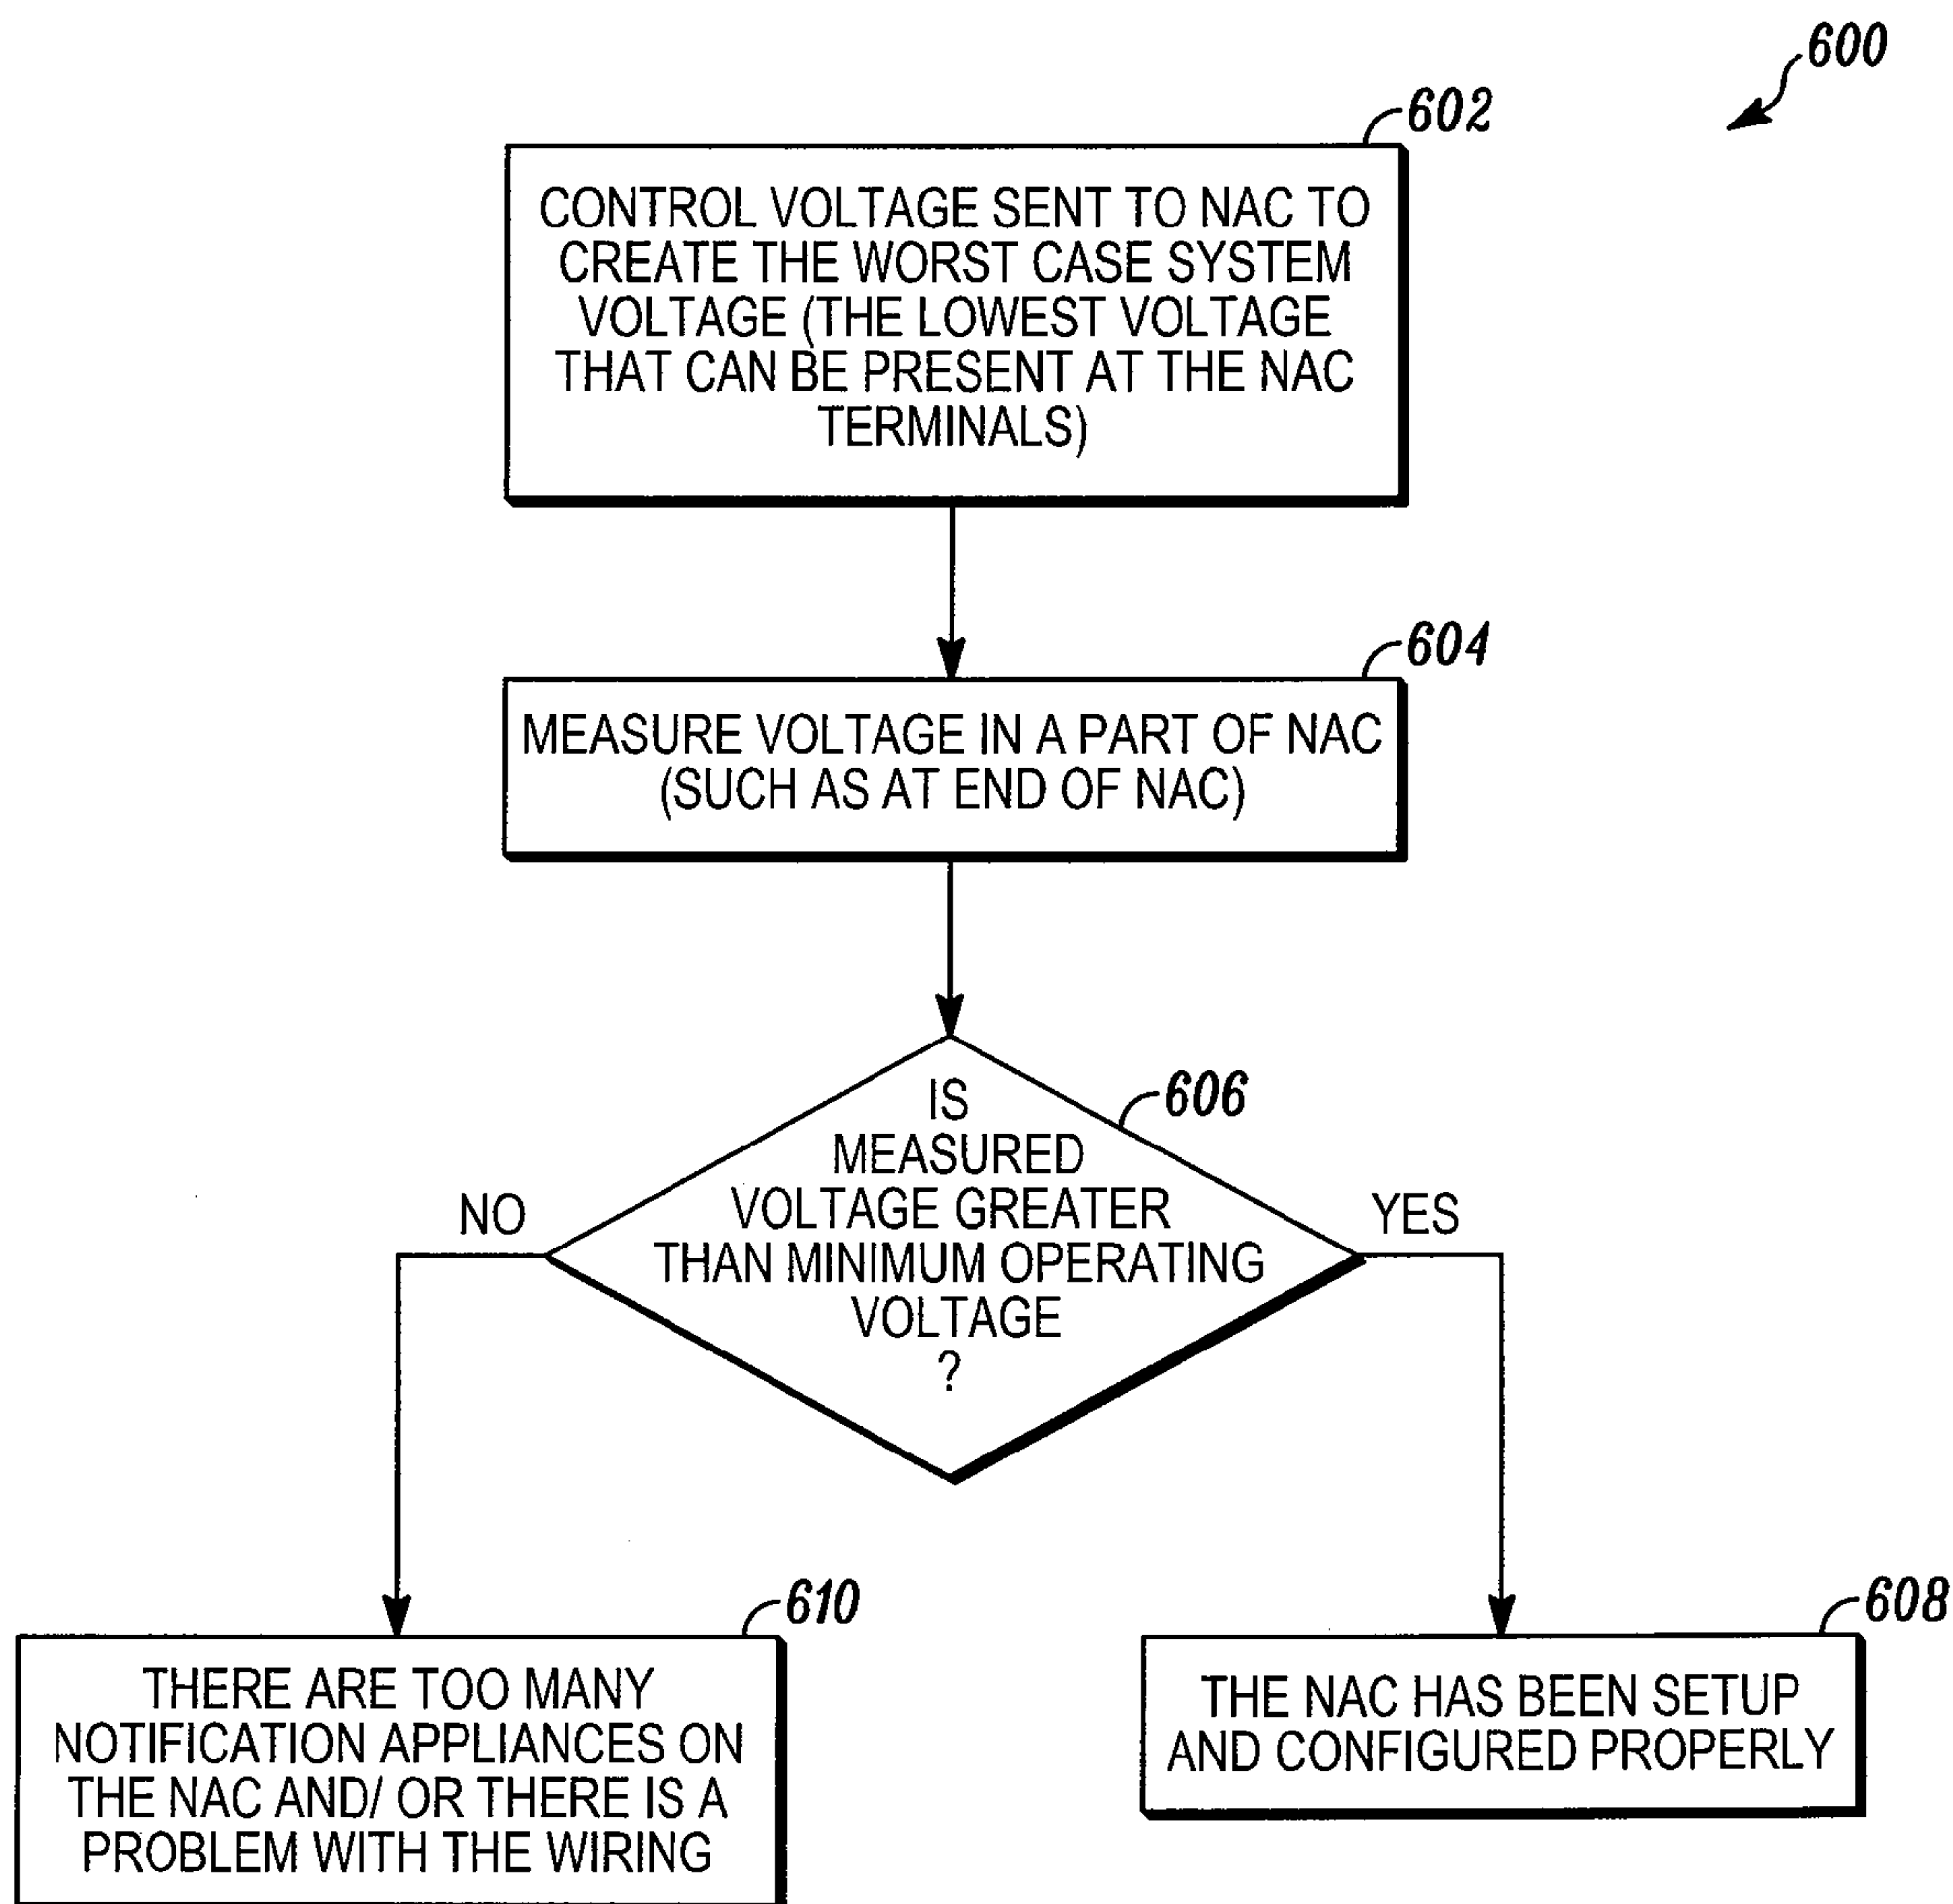 600
602
CONTROL VOLTAGE SENT TO NAC TO
CREATE THE WORST CASE SYSTEM
VOLTAGE (THE LOWEST VOLTAGE
THAT CAN BE PRESENT AT THE NAC
TERMINALS)
604
MEASURE VOLTAGE IN A PART OF NAC
(SUCH AS AT END OF NAC)
606
IS
MEASURED
VOLTAGE GREATER
THAN MINIMUM OPERATING
VOLTAGE
?
NO
YES
610
THERE ARE TOO MANY
NOTIFICATION APPLIANCES ON
THE NAC AND/ OR THERE IS A
PROBLEM WITH THE WIRING
608
THE NAC HAS BEEN SETUP
AND CONFIGURED PROPERLY